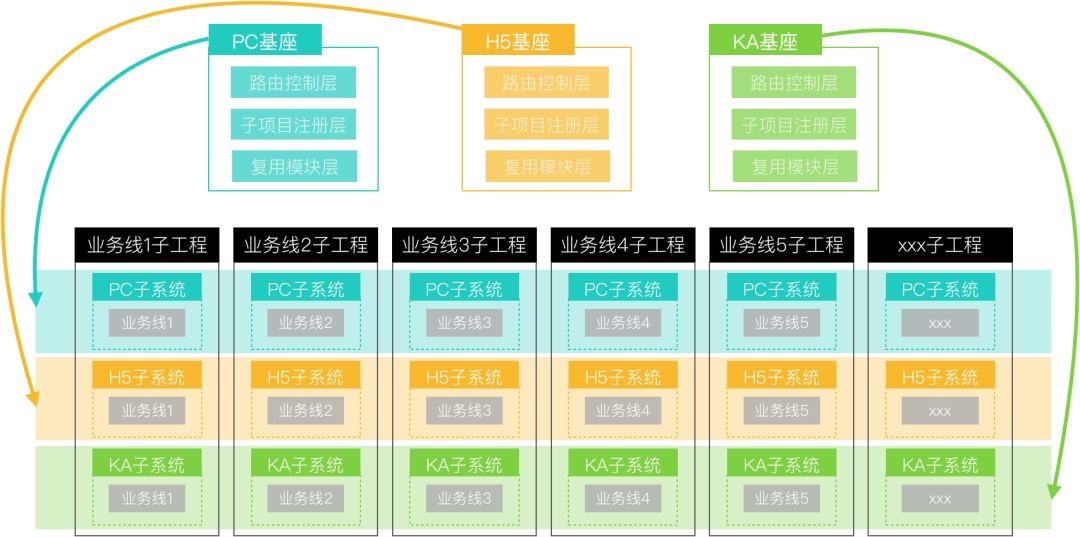 PC基座
H5基座
KA基座
路由控制层
路由控制层
路由控制层
子项目注册层
子项目注册层
子项目注册层
复用模块层
复用模块层
复用模块层
业务线1子工程
业务线2子工程
业务线3子工程
业务线4子工程
业务线5子工程
xxx子工程
PC子系统
PC子系统
PC子系统
PC子系统
PC子系统
PC子系统
业务线1
业务线2
业务线3
业务线4
业务线5
xxx
H5子系统
H5子系统
H5子系统
H5子系统
H5子系统
H5子系统
业务线1
业务线2
业务线3
业务线4
业务线5
xxx
KA子系统
KA子系统
KA子系统
KA子系统
KA子系统
KA子系统
业务线1
业务线2
业务线3
业务线4
业务线5
xxx